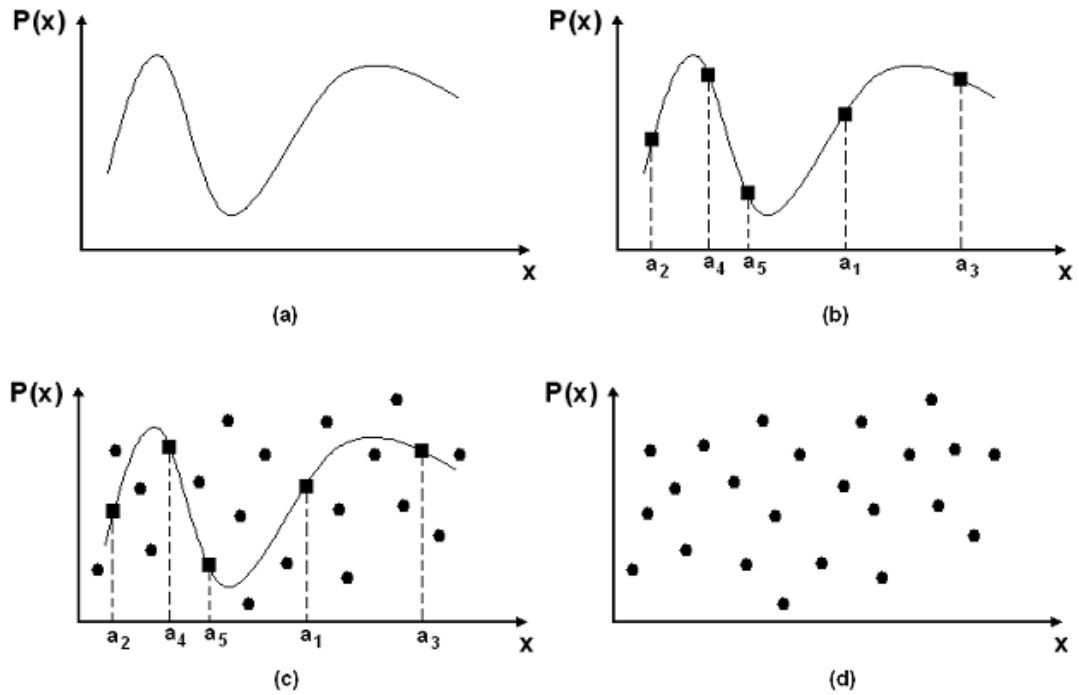 P(x)
x
(a)
P(x)
a2 a4 a5 a1 a3
x
(b)
P(x)
a2 a4 a5 a1 a3
x
(c)
P(x)
x
(d)